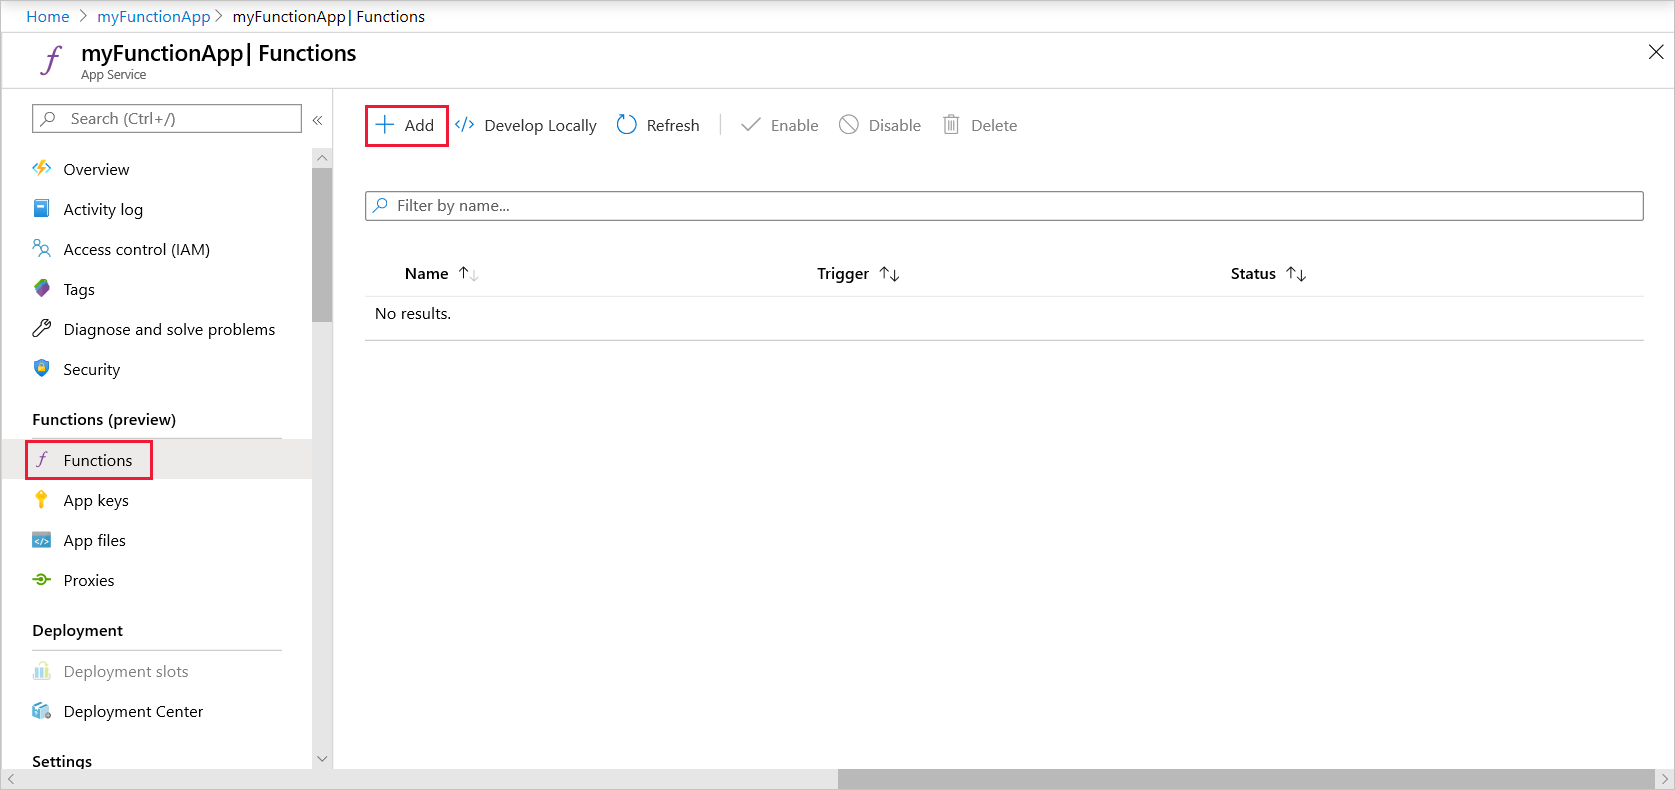 Home > myFunctionApp > myFunctionApp| Functions
myFunctionApp| Functions
App Service
Search (Ctrl+/)
Overview
Activity log
Access control (IAM)
Tags
Diagnose and solve problems
Security
Functions (preview)
Functions
App keys
App files
Proxies
Deployment
Deployment slots
Deployment Center
Settings
Add Develop Locally Refresh Enable Disable Delete
Filter by name...
Name Trigger Status
No results.